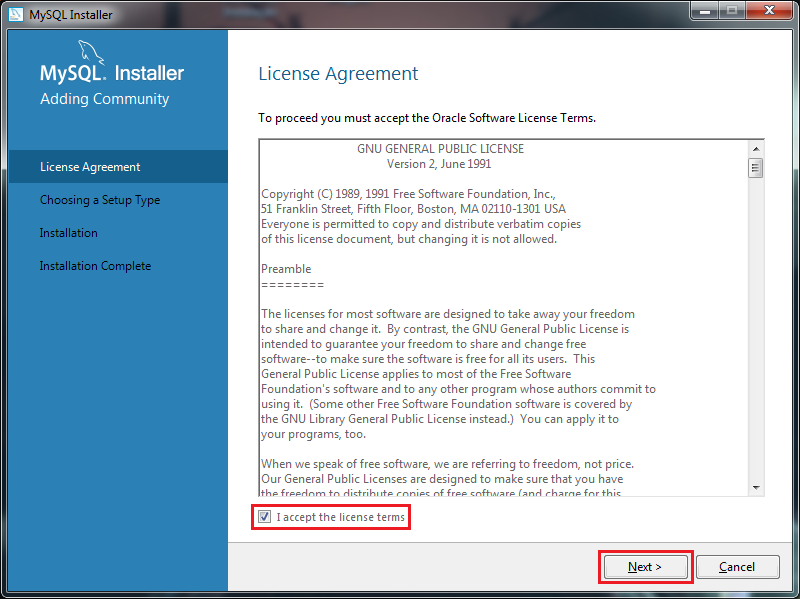 MySQL Installer
MySQL. Installer
Adding Community
License Agreement
Choosing a Setup Type
Installation
Installation Complete
License Agreement
To proceed you must accept the Oracle Software License Terms.
GNU GENERAL PUBLIC LICENSE
Version 2, June 1991
Copyright (C) 1989, 1991 Free Software Foundation, Inc.,
51 Franklin Street, Fifth Floor, Boston, MA 02110-1301 USA
Everyone is permitted to copy and distribute verbatim copies
of this license document, but changing it is not allowed.
Preamble
========
The licenses for most software are designed to take away your freedom
to share and change it.  By contrast, the GNU General Public License is
intended to guarantee your freedom to share and change free
software--to make sure the software is free for all its users.  This
General Public License applies to most of the Free Software
Foundation's software and to any other program whose authors commit to
using it.  (Some other Free Software Foundation software is covered by
the GNU Library General Public License instead.)  You can apply it to
your programs, too.
When we speak of free software, we are referring to freedom, not price.
Our General Public Licenses are designed to make sure that you have
the freedom to distribute copies of free software (and charge for this
I accept the license terms
Next >
Cancel